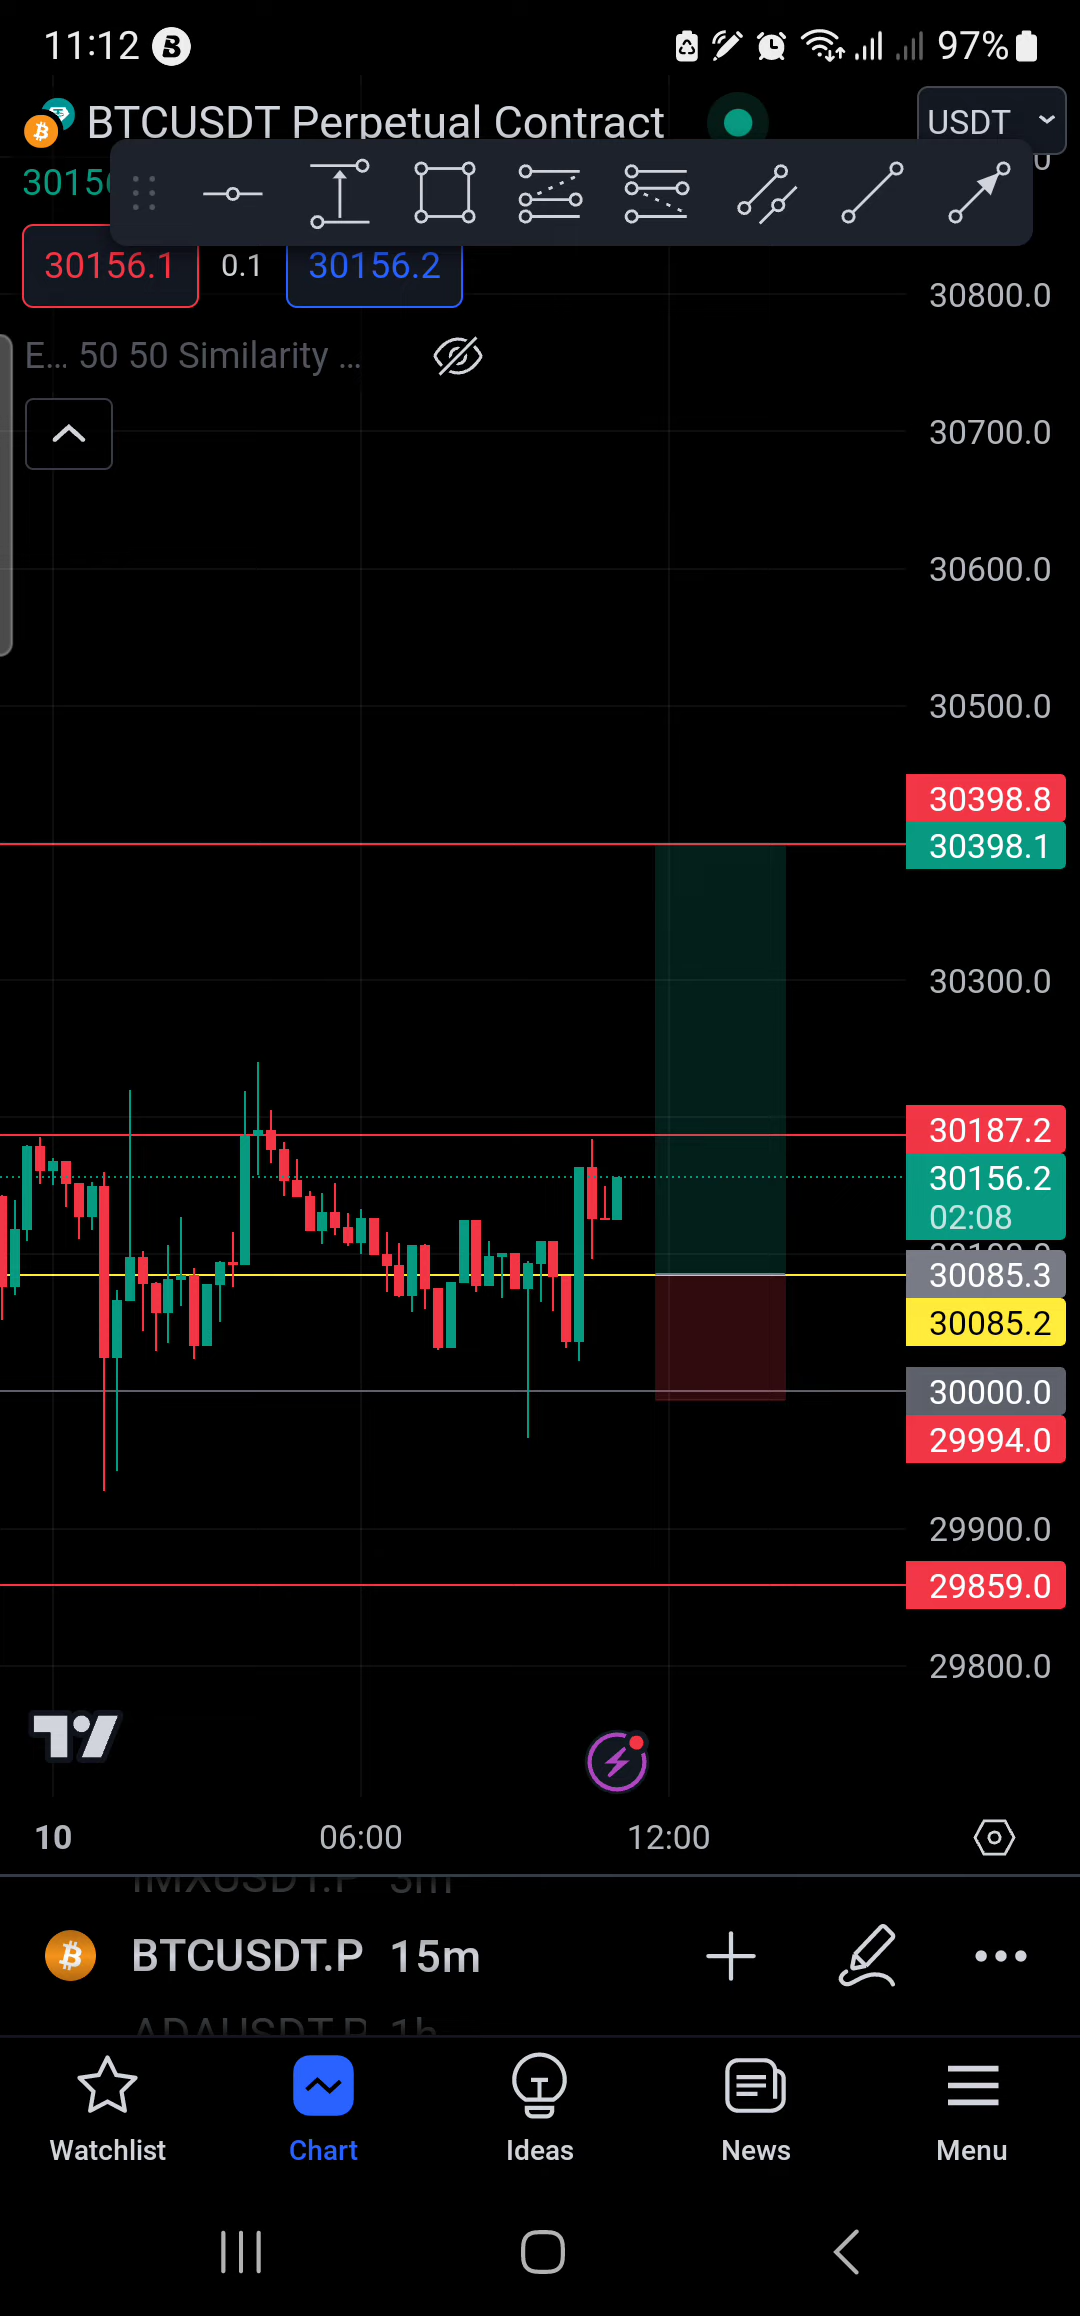 11:12
97%
BTCUSDT Perpetual Contract
USDT
30156.1
0.1
30156.2
E... 50 50 Similarity ...
30800.0
30700.0
30600.0
30500.0
30398.8
30398.1
30300.0
30187.2
30156.2
02:08
30085.3
30085.2
30000.0
29994.0
29900.0
29859.0
29800.0
10
06:00
12:00
BTCUSDT.P 15m
Watchlist
Chart
Ideas
News
Menu